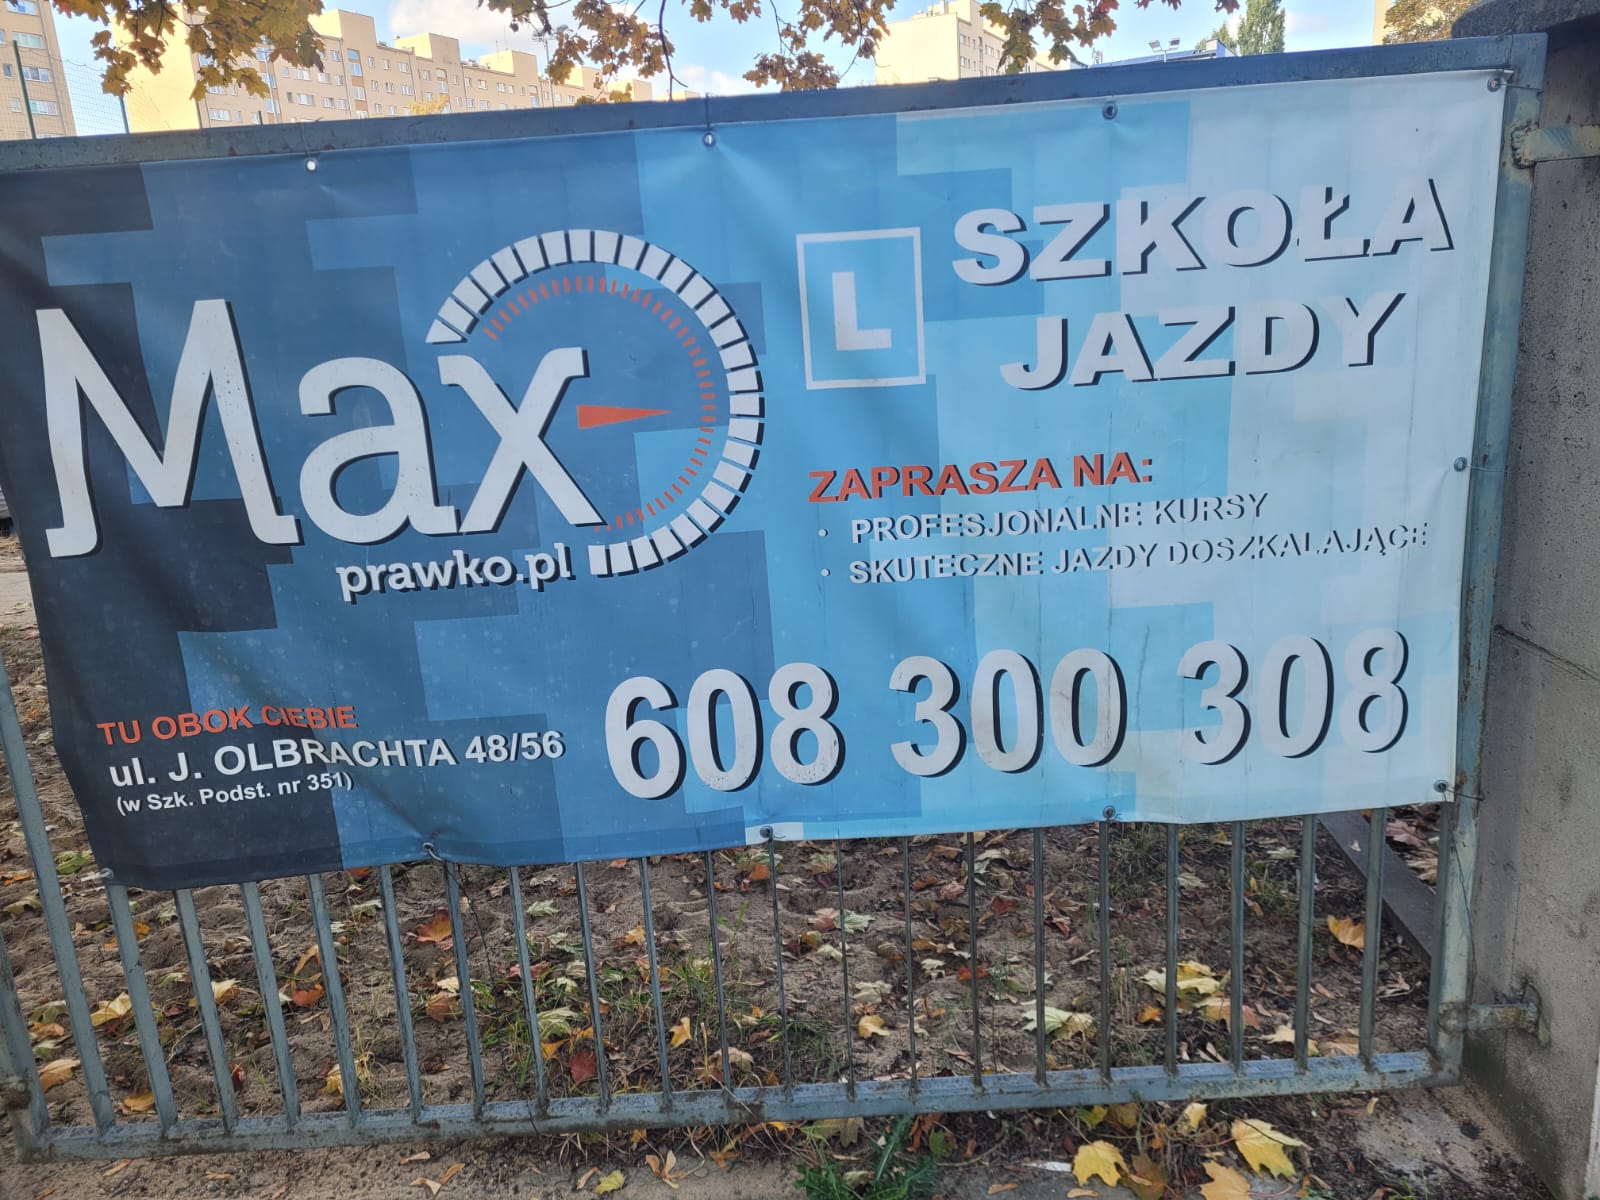 Max
prawko.pl
L
SZKOŁA
JAZDY
ZAPRASZA NA:
• PROFESJONALNE KURSY
• SKUTECZNE JAZDY DOSZKALAJĄCE
TU OBOK CIEBIE
ul. J. OLBRACHTA 48/56
(w Szk. Podst. nr 351)
608 300 308